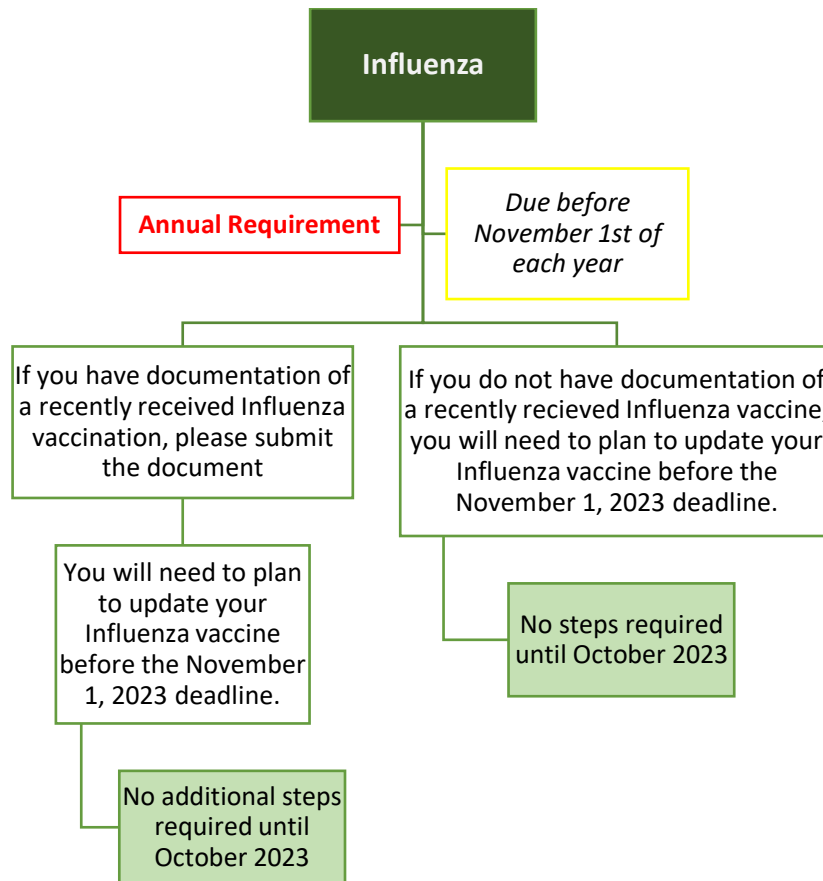 Influenza
Annual Requirement
Due before
November 1st of
each year
If you have documentation of
a recently received Influenza
vaccination, please submit
the document
If you do not have documentation of
a recently recieved Influenza vaccine,
you will need to plan to update your
Influenza vaccine before the
November 1, 2023 deadline.
You will need to plan
to update your
Influenza vaccine
before the November
1, 2023 deadline.
No steps required
until October 2023
No additional steps
required until
October 2023